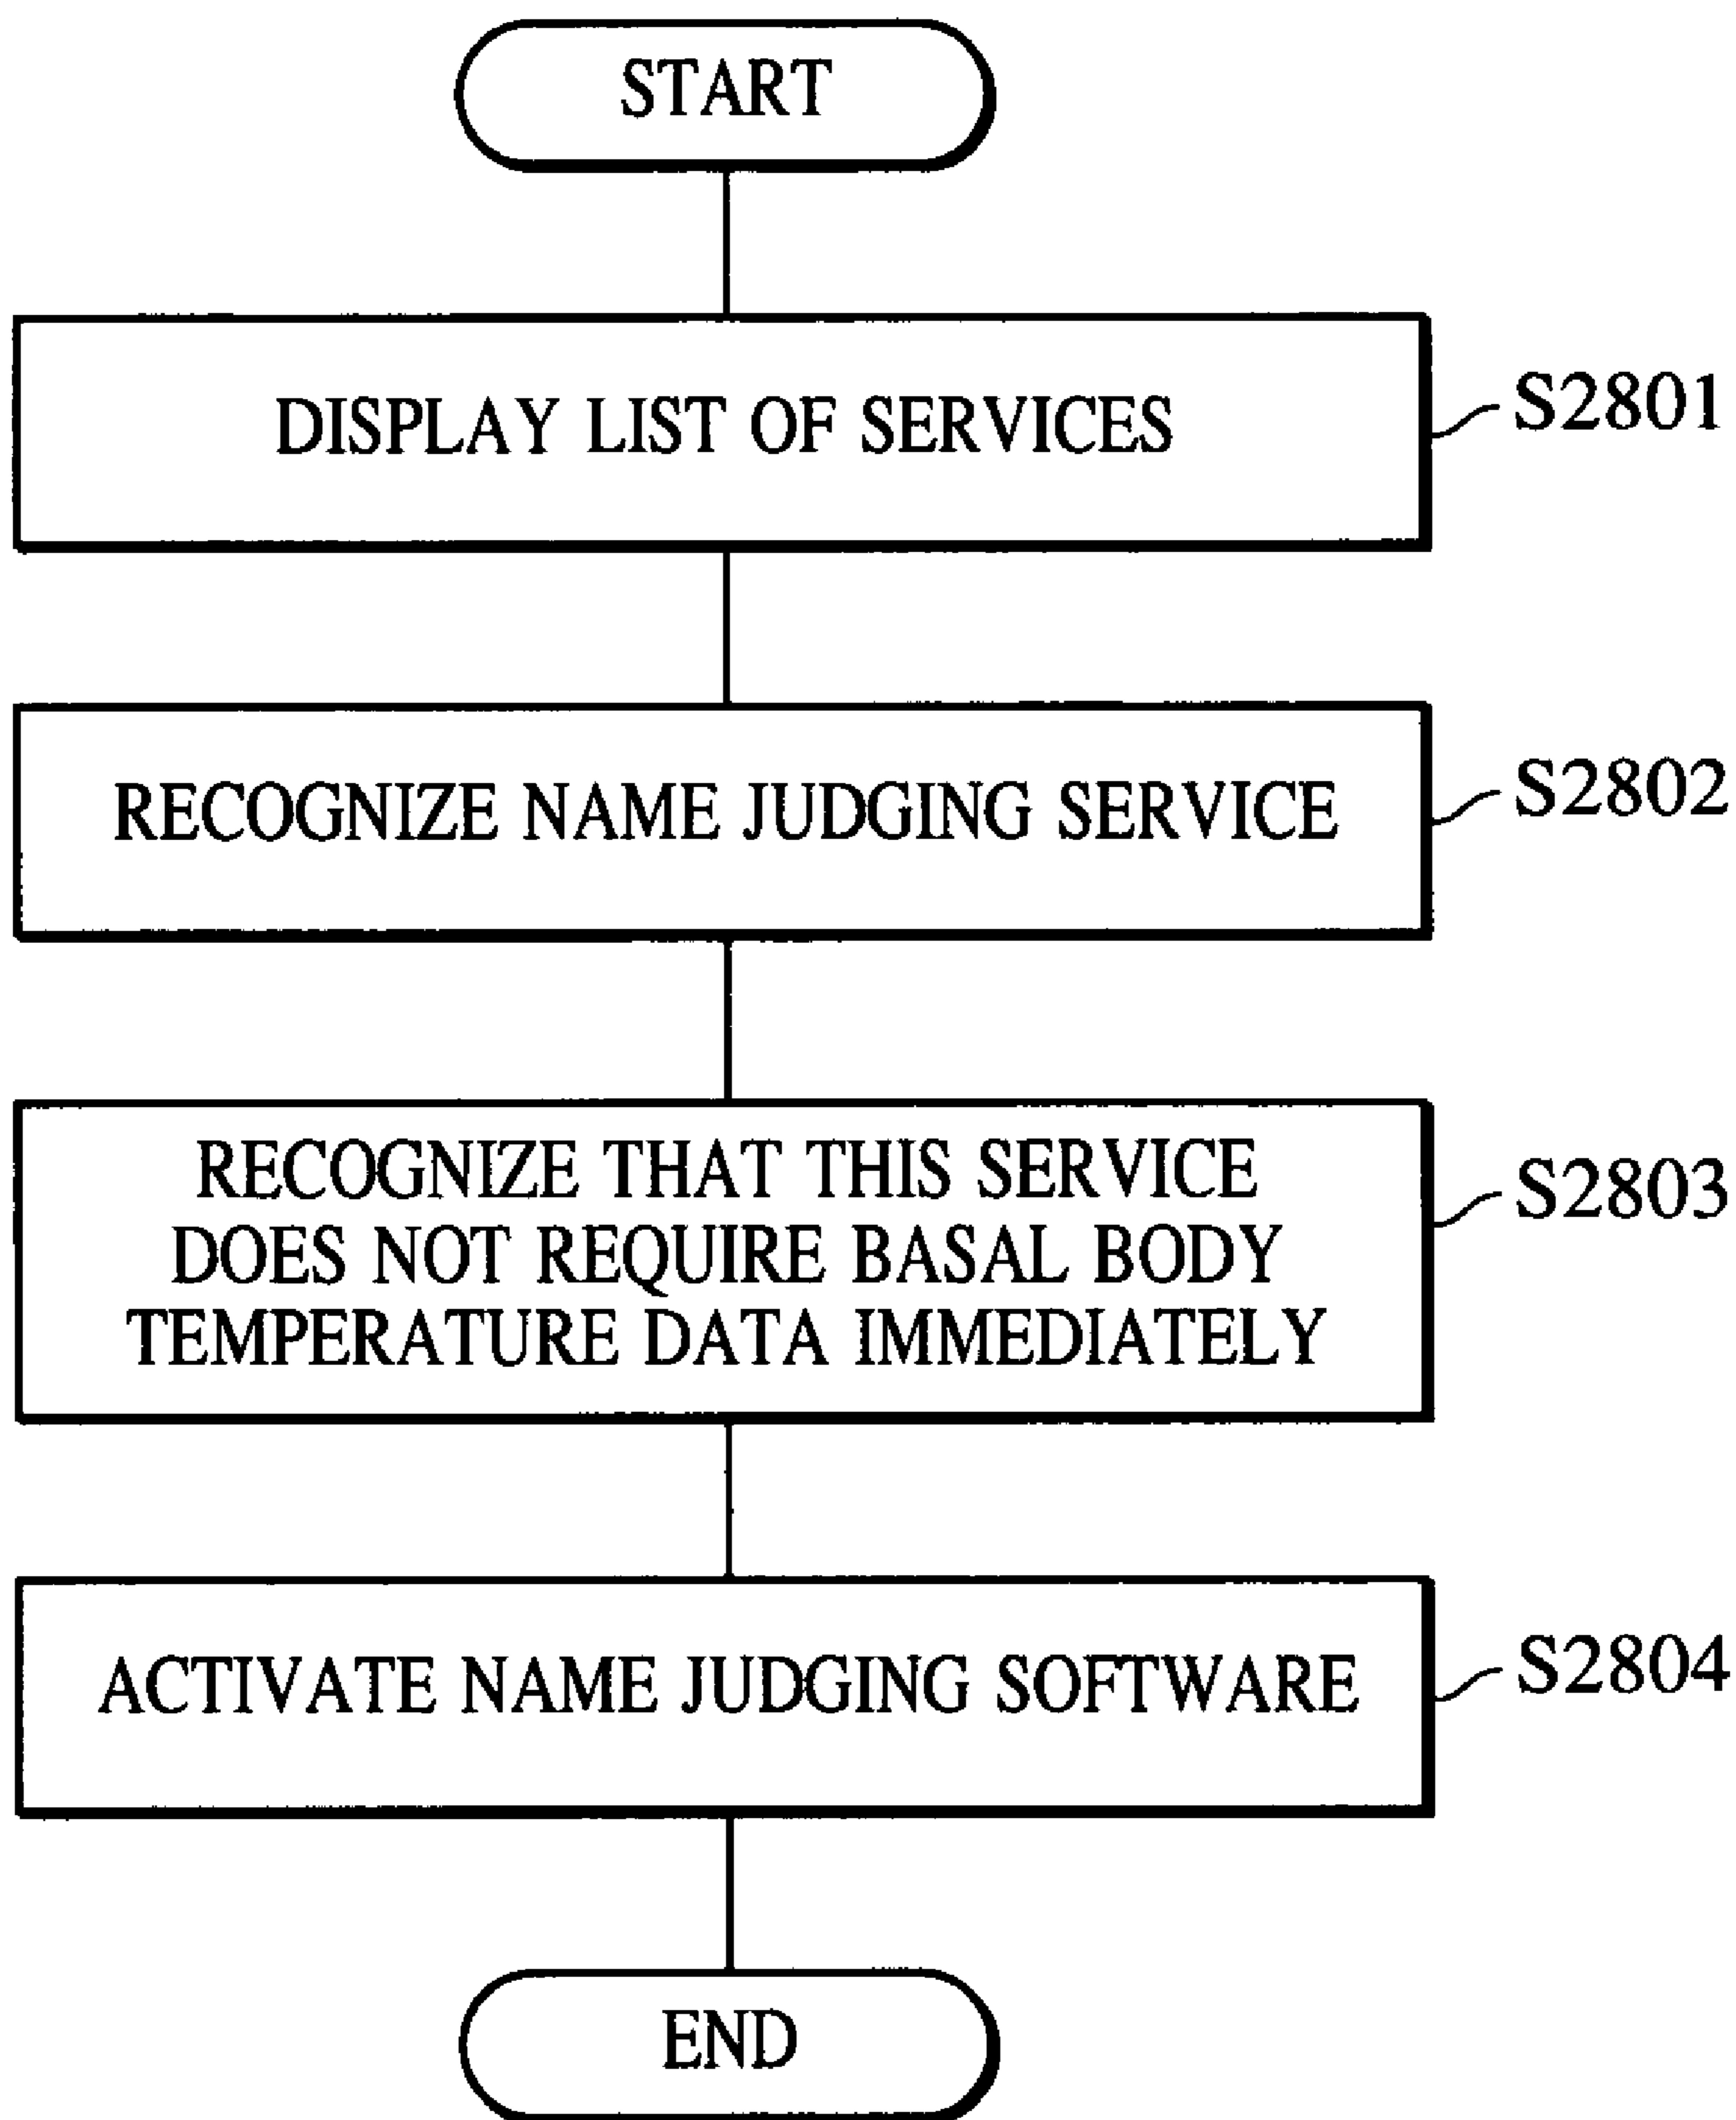 START
DISPLAY LIST OF SERVICES
S2801
RECOGNIZE NAME JUDGING SERVICE
S2802
RECOGNIZE THAT THIS SERVICE
DOES NOT REQUIRE BASAL BODY
TEMPERATURE DATA IMMEDIATELY
S2803
ACTIVATE NAME JUDGING SOFTWARE
S2804
END